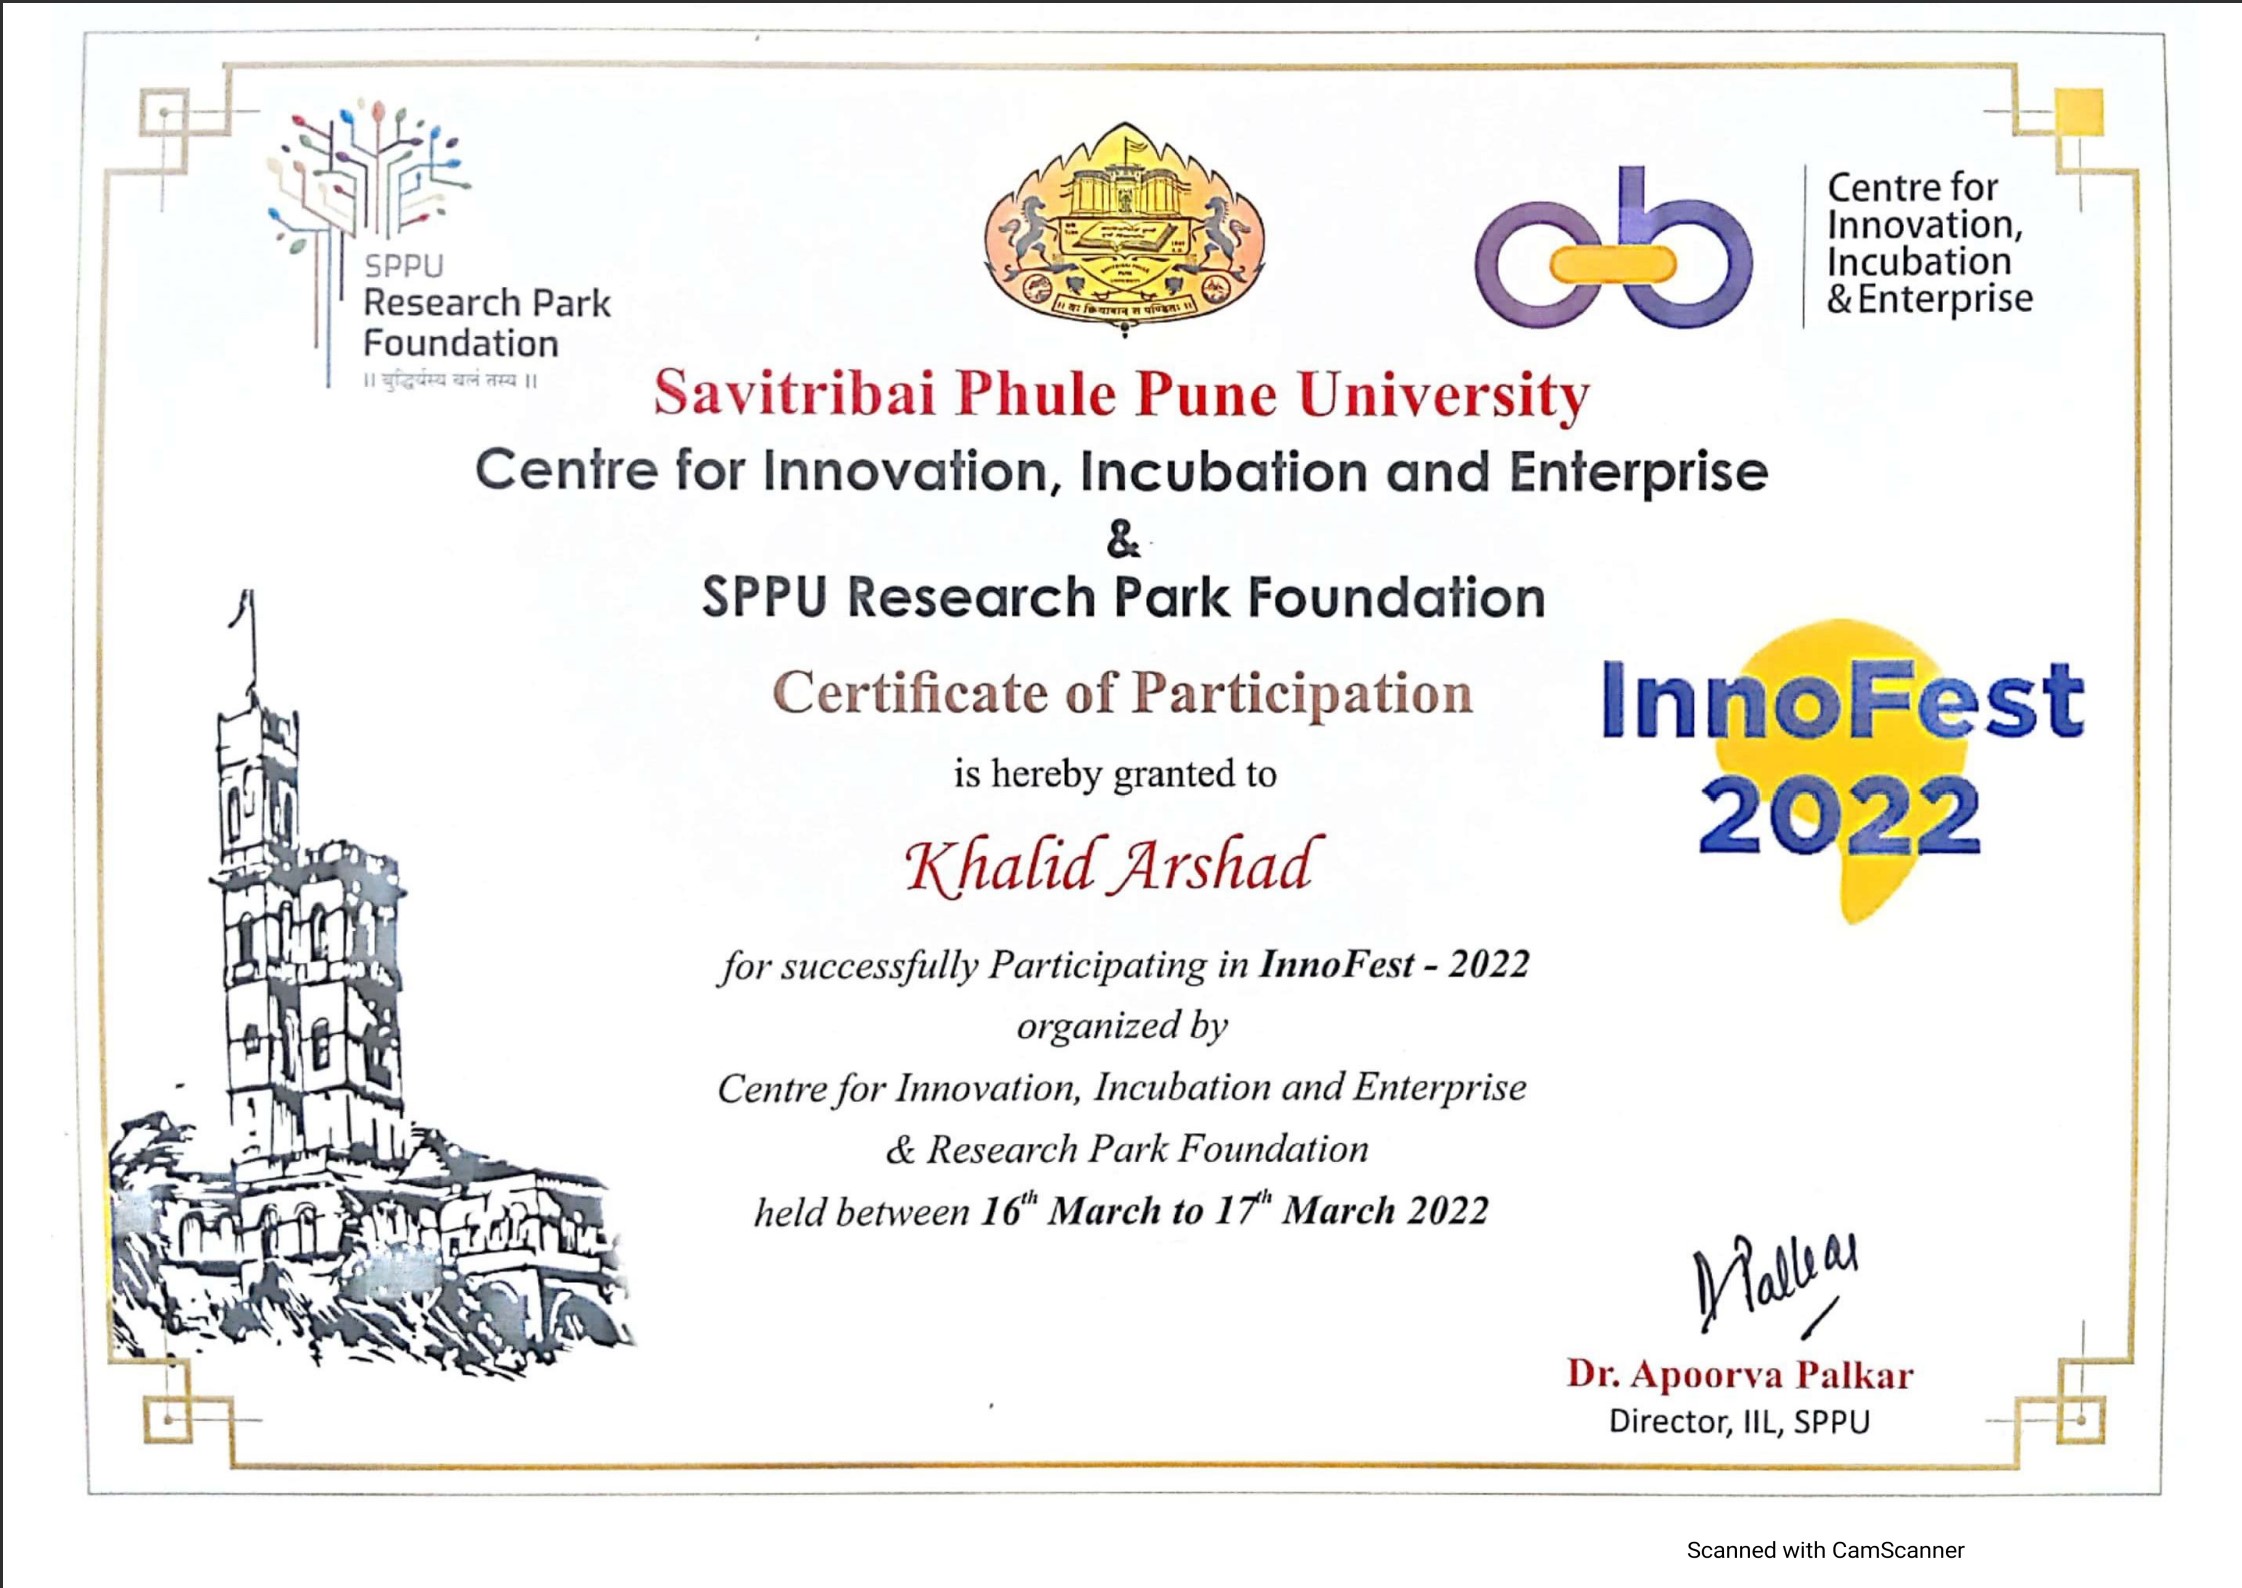 SPPU
Research Park
Foundation
॥ बुद्धिर्यस्य बलं तस्य ॥
॥ यः क्रियावान् स पण्डितः ॥
Centre for
Innovation,
Incubation
& Enterprise
Savitribai Phule Pune University
Centre for Innovation, Incubation and Enterprise
&
SPPU Research Park Foundation
Certificate of Participation
is hereby granted to
Khalid Arshad
InnoFest
2022
for successfully Participating in InnoFest - 2022
organized by
Centre for Innovation, Incubation and Enterprise
& Research Park Foundation
held between 16th March to 17th March 2022
APalkar
Dr. Apoorva Palkar
Director, IIL, SPPU
Scanned with CamScanner